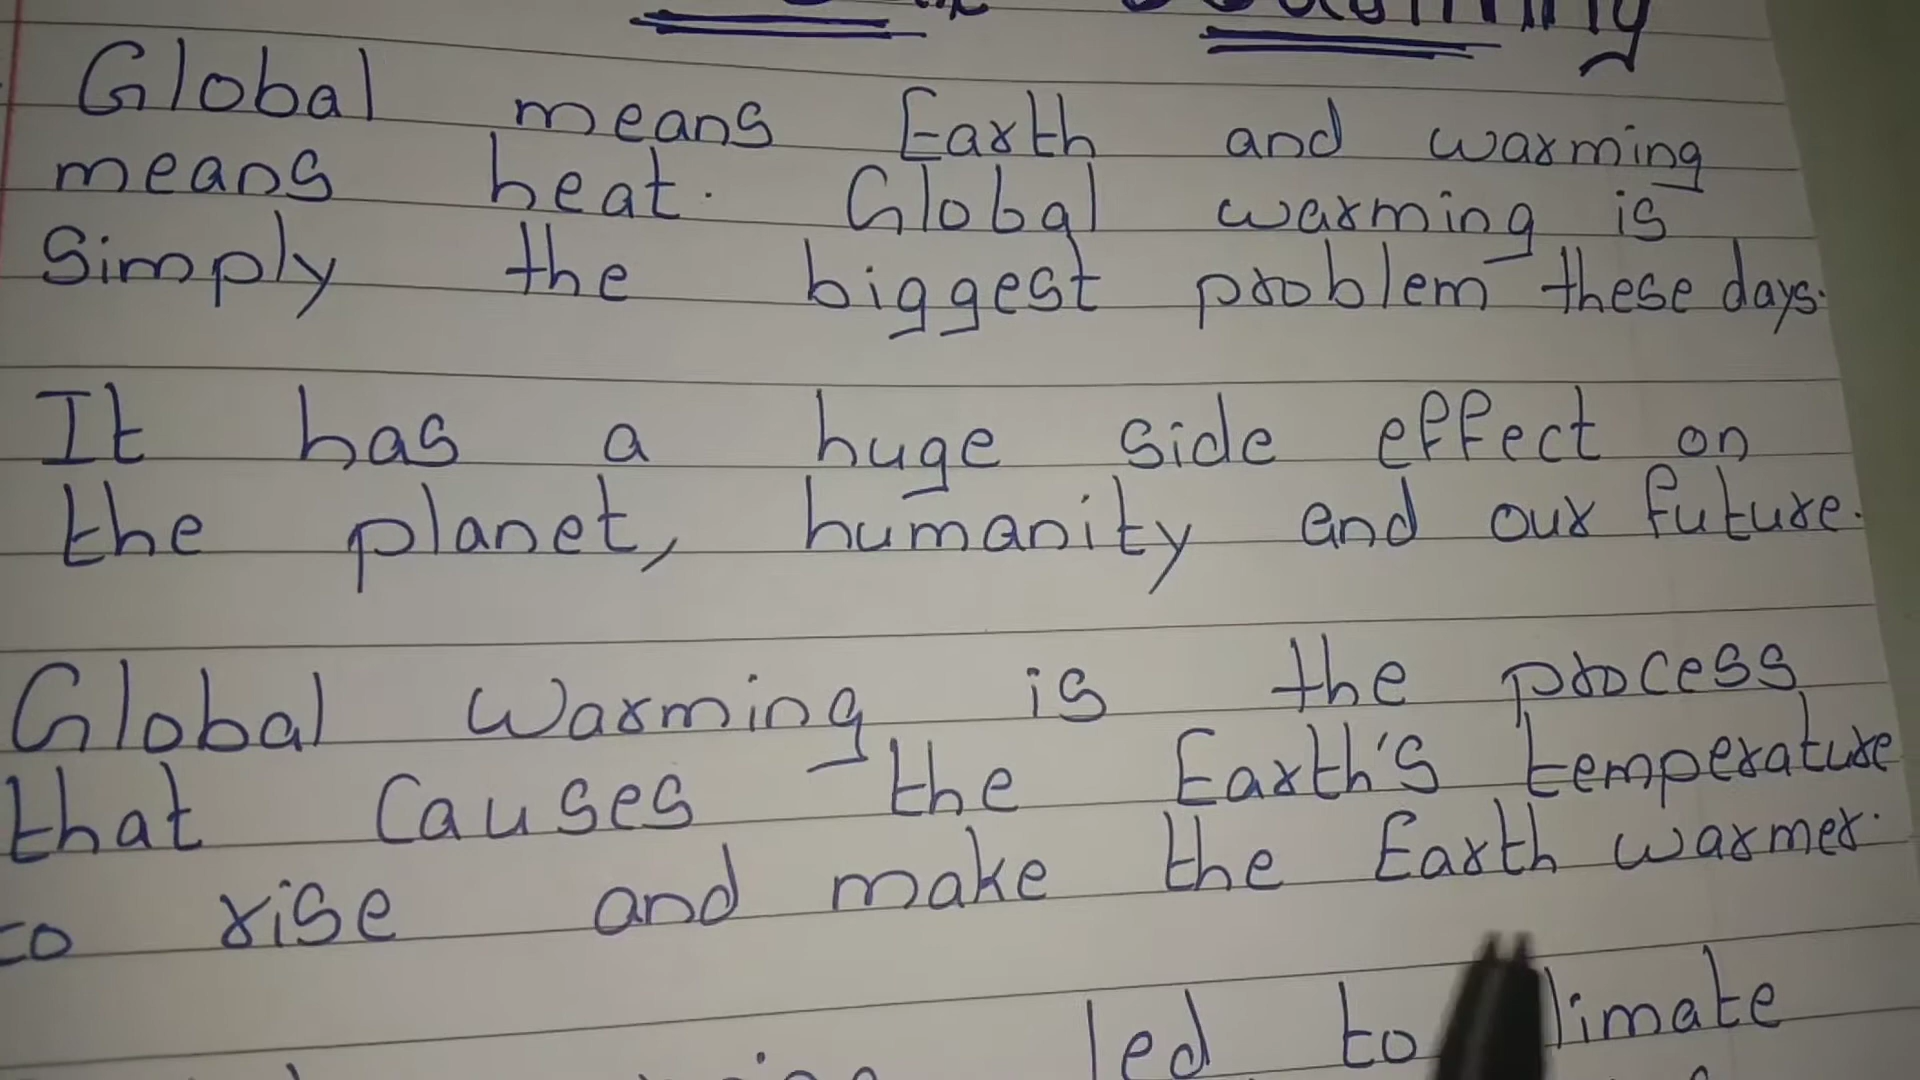 Global means Earth and warming
means heat. Global warming is
Simply the biggest problem these days.
It has a huge side effect on
the planet, humanity and our future.
Global Warming is the process
that Causes the Earth's temperature
to rise and make the Earth warmer.
led to climate